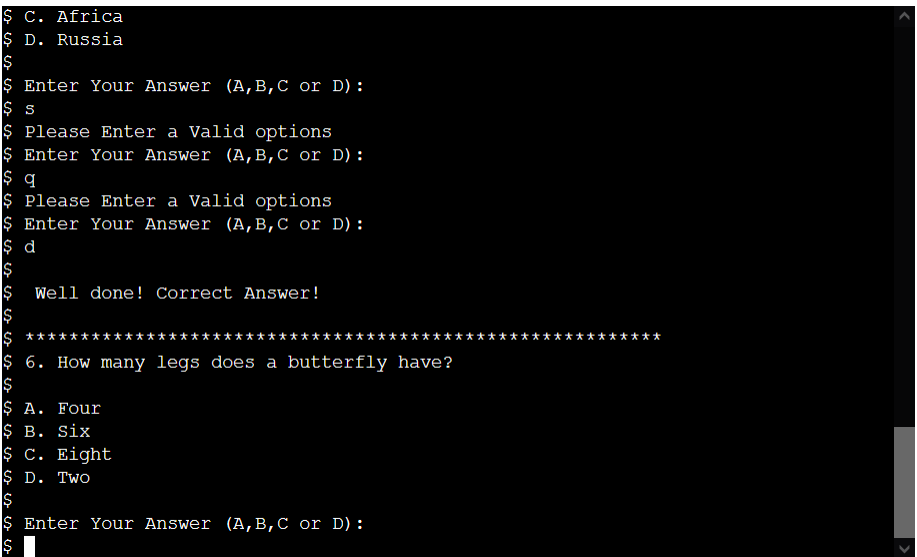 $ C. Africa
$ D. Russia
$
$ Enter Your Answer (A,B,C or D):
$ s
$ Please Enter a Valid options
$ Enter Your Answer (A,B,C or D):
$ q
$ Please Enter a Valid options
$ Enter Your Answer (A,B,C or D):
$ d
$
$  Well done! Correct Answer!
$
$ **********************************************************
$ 6. How many legs does a butterfly have?
$
$ A. Four
$ B. Six
$ C. Eight
$ D. Two
$
$ Enter Your Answer (A,B,C or D):
$